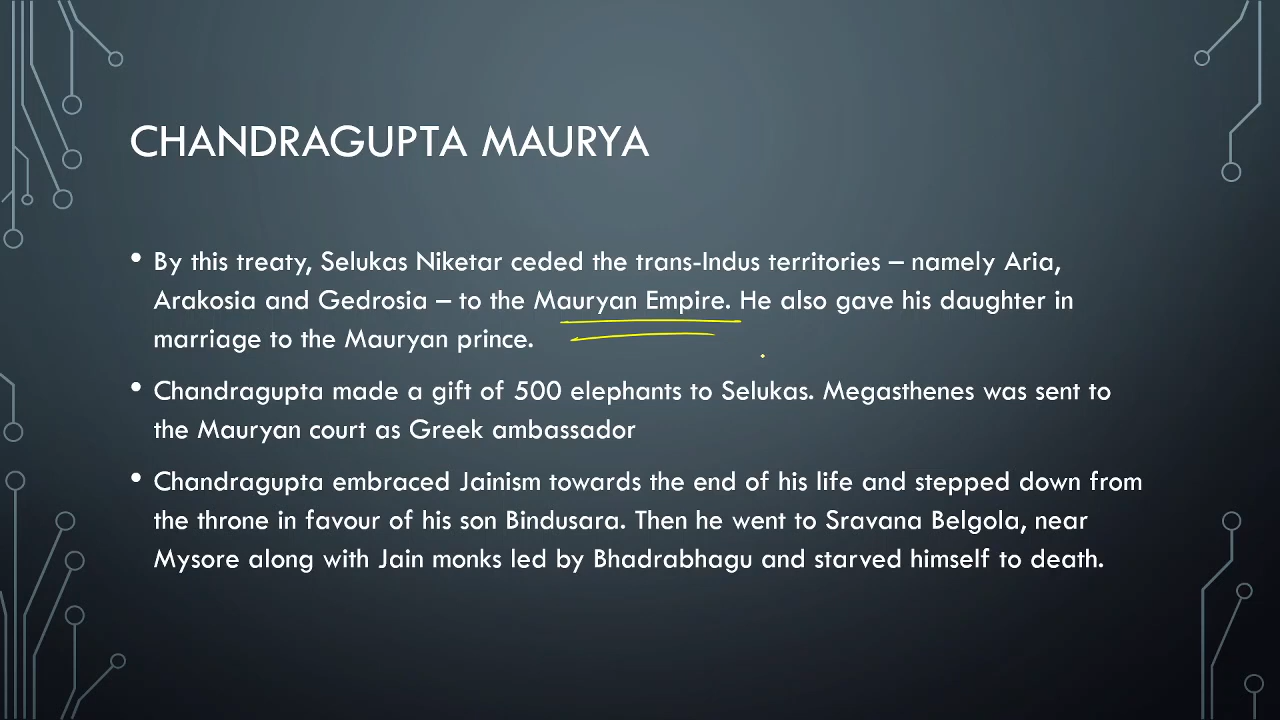 CHANDRAGUPTA MAURYA
• By this treaty, Selukas Niketar ceded the trans-Indus territories – namely Aria,
Arakosia and Gedrosia – to the Mauryan Empire. He also gave his daughter in
marriage to the Mauryan prince.
• Chandragupta made a gift of 500 elephants to Selukas. Megasthenes was sent to
the Mauryan court as Greek ambassador
• Chandragupta embraced Jainism towards the end of his life and stepped down from
the throne in favour of his son Bindusara. Then he went to Sravana Belgola, near
Mysore along with Jain monks led by Bhadrabhagu and starved himself to death.